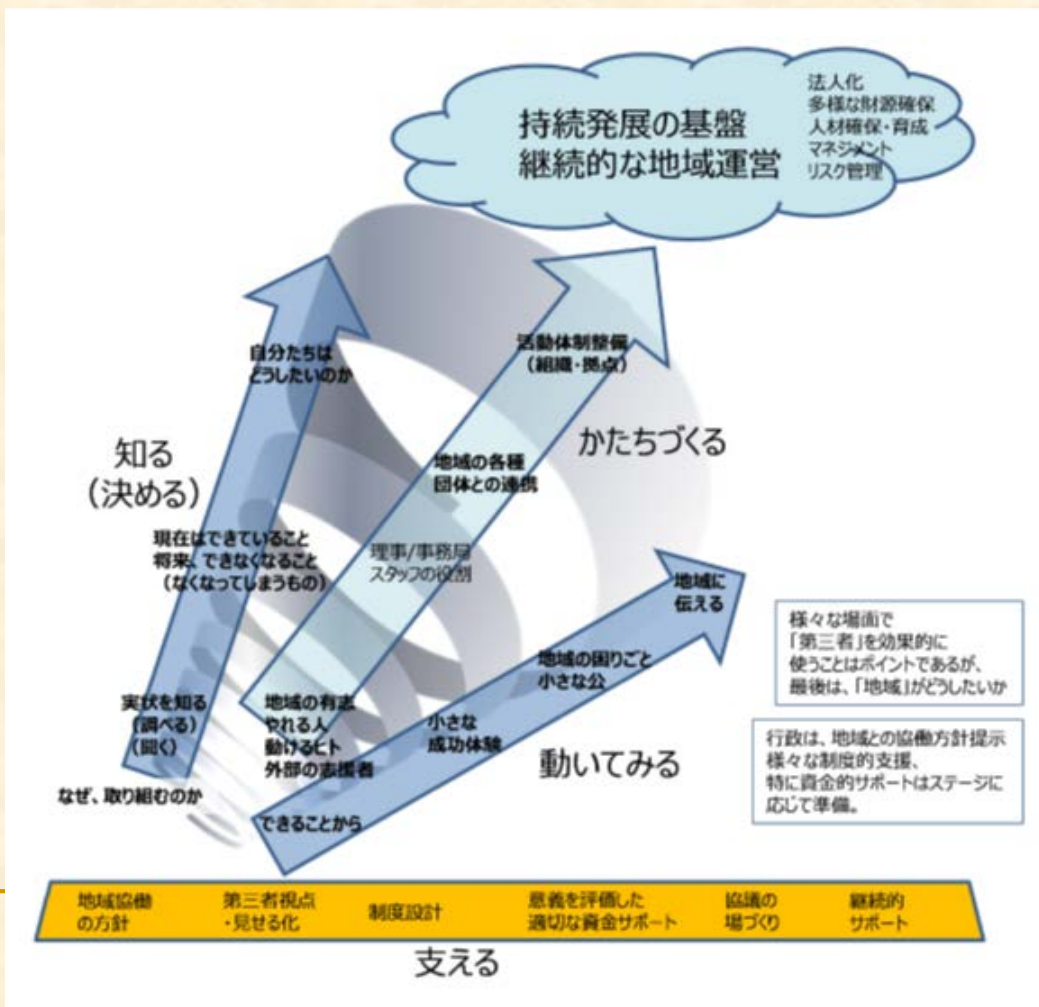 持続発展の基盤
継続的な地域運営
法人化
多様な財源確保
人材確保・育成
マネジメント
リスク管理
知る
（決める）
自分たちは
どうしたいのか
現在はできていること
将来、できなくなること
（なくなってしまうもの）
実状を知る
（調べる）
（聞く）
なぜ、取り組むのか
かたちづくる
活動体制整備
（組織・拠点）
地域の各種
団体との連携
理事/事務局
スタッフの役割
地域の有志
やれる人
動けるヒト
外部の志援者
動いてみる
地域に
伝える
地域の困りごと
小さな公
小さな
成功体験
できることから
様々な場面で
「第三者」を効果的に
使うことはポイントであるが、
最後は、「地域」がどうしたいか
行政は、地域との協働方針提示
様々な制度的支援、
特に資金的サポートはステージに
応じて準備。
地域協働
の方針
第三者視点
・見せる化
制度設計
意義を評価した
適切な資金サポート
協議の
場づくり
継続的
サポート
支える